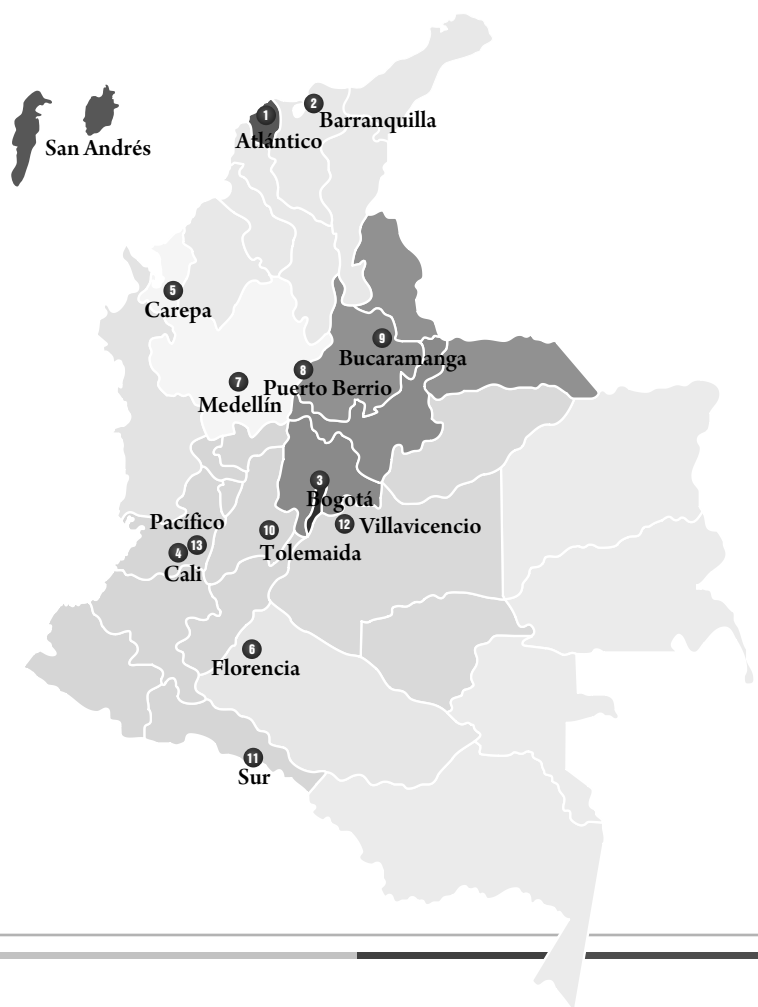 2
1
Barranquilla
Atlántico
San Andrés
5
Carepa
9
Bucaramanga
8
Puerto Berrio
7
Medellín
3
Bogotá
12 Villavicencio
Pacífico
10
Tolemaida
4 13
Cali
6
Florencia
11
Sur